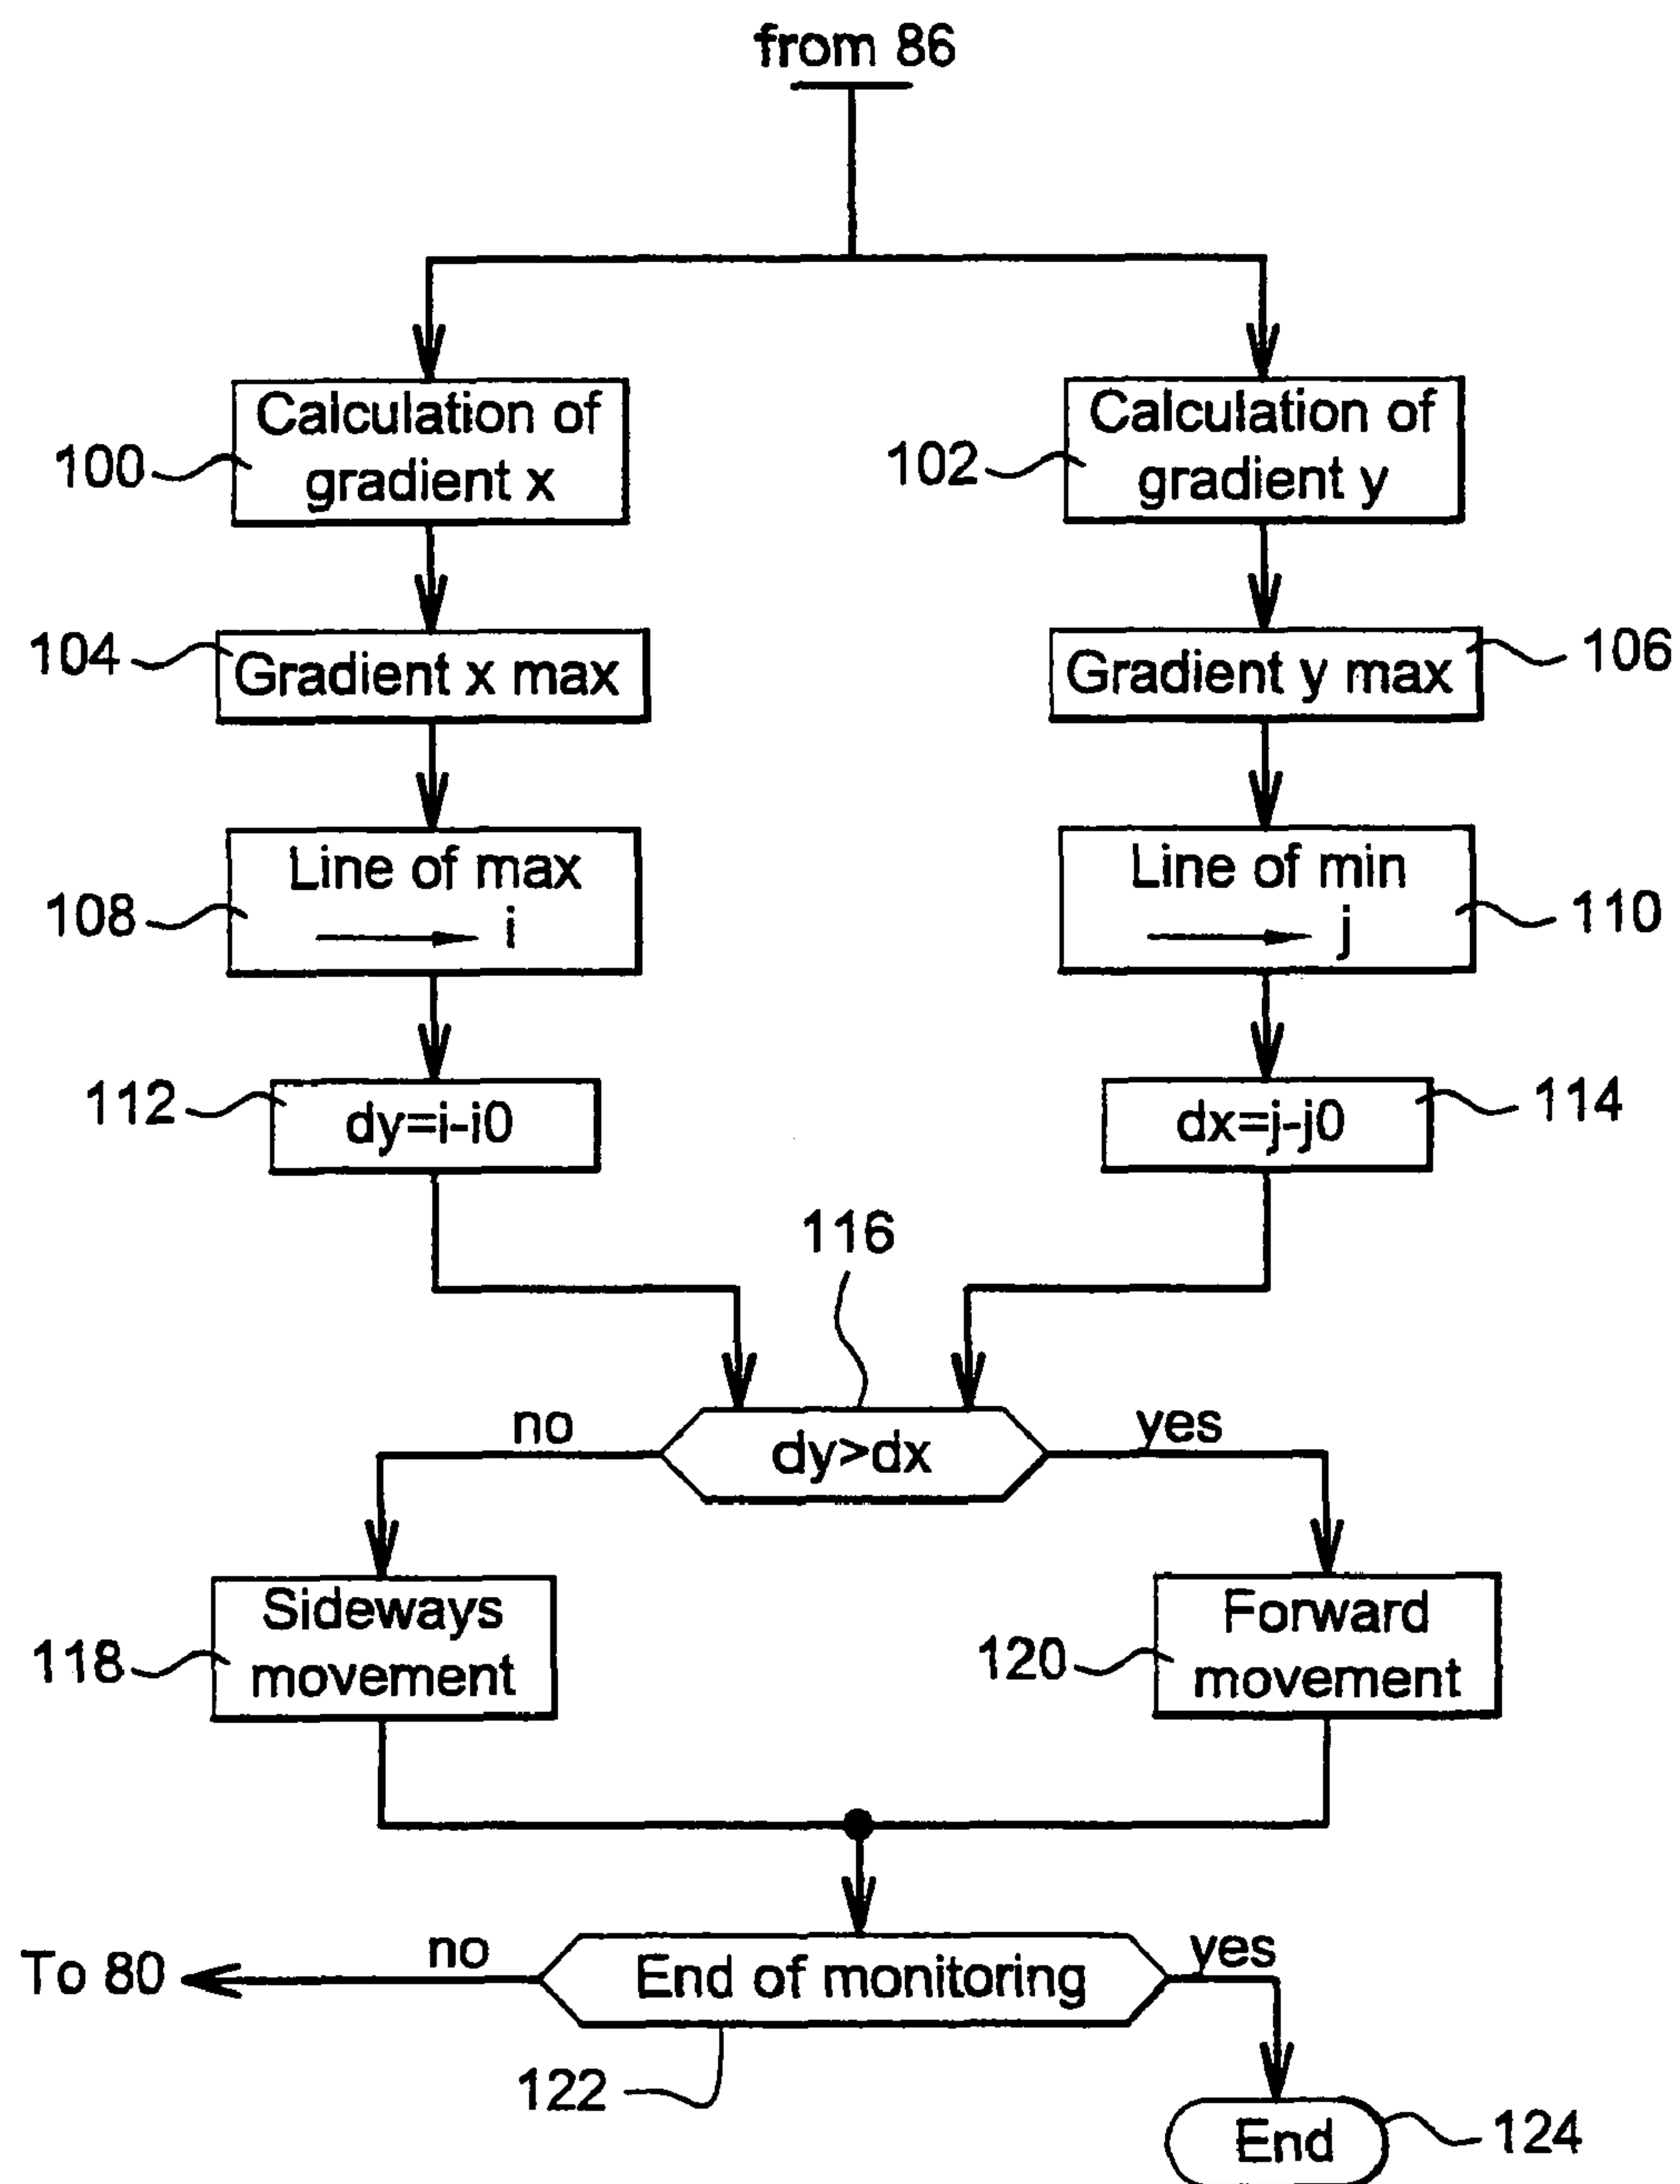 from 86
Calculation of
gradient x
100
Calculation of
gradient y
102
104
Gradient x max
Gradient y max
106
Line of max
i
108
Line of min
j
110
112
dy=i-i0
dx=j-j0
114
116
no
dy>dx
yes
Sideways
movement
118
Forward
movement
120
To 80
no
End of monitoring
yes
122
End
124